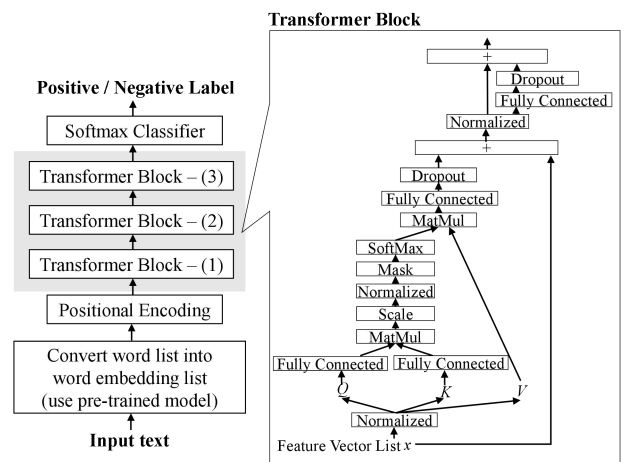 Transformer Block
Positive / Negative Label
Softmax Classifier
Transformer Block – (3)
Transformer Block – (2)
Transformer Block – (1)
Positional Encoding
Convert word list into
word embedding list
(use pre-trained model)
Input text
+
Dropout
Fully Connected
Normalized
+
Dropout
Fully Connected
MatMul
SoftMax
Mask
Normalized
Scale
MatMul
Fully Connected Fully Connected
Q K V
Normalized
Feature Vector List x